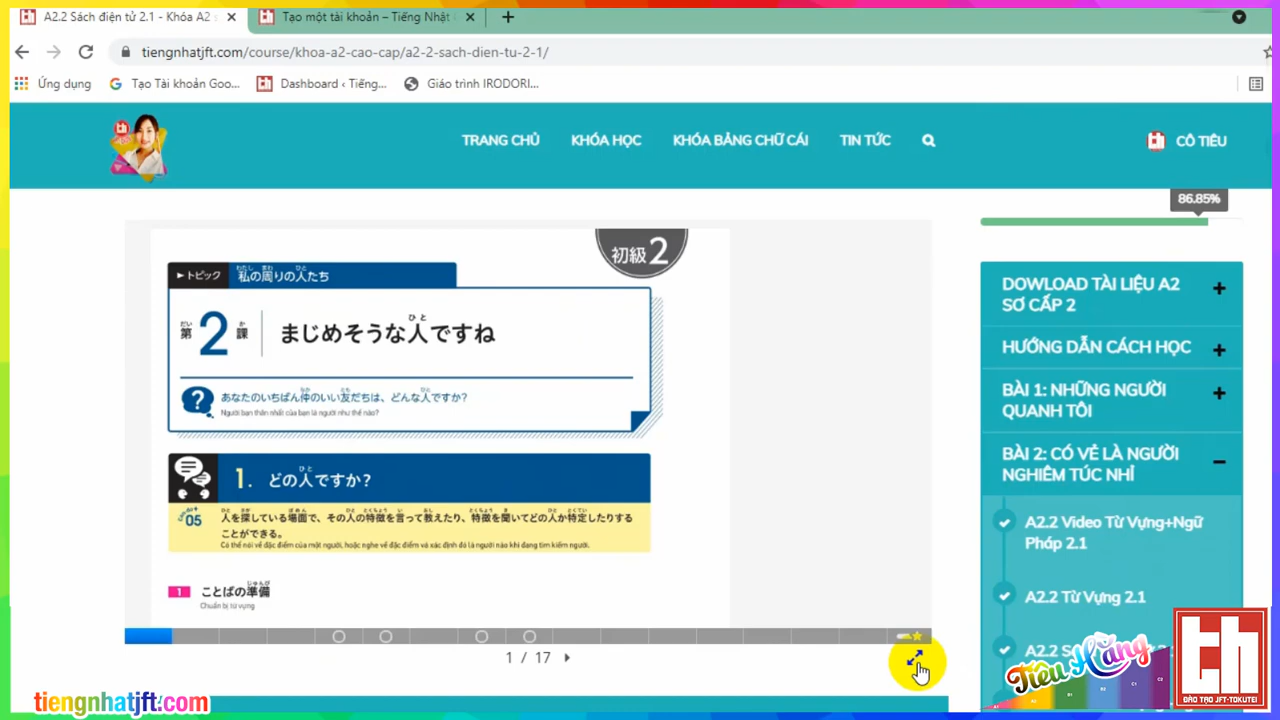 A2.2 Sách điện tử 2.1 - Khóa A2 s
Tạo một tài khoản – Tiếng Nhật
tiengnhatjft.com/course/khoa-a2-cao-cap/a2-2-sach-dien-tu-2-1/
Ứng dụng
Tạo Tài khoản Goo...
Dashboard ‹ Tiếng...
Giáo trình IRODORI...
TRANG CHỦ
KHÓA HỌC
KHÓA BẢNG CHỮ CÁI
TIN TỨC
CÔ TIÊU
86.85%
初級2
▶トピック
私の周りの人たち
第2課
まじめそうな人ですね
?
あなたのいちばん仲のいい友だちは、どんな人ですか?
Người bạn thân nhất của bạn là người như thế nào?
1. どの人ですか?
05
人を探している場面で、その人の特徴を言って教えたり、特徴を聞いてどの人か特定したりする
ことができる。
Có thể nói về đặc điểm của một người, hoặc nghe về đặc điểm và xác định đó là người nào khi đang tìm kiếm người.
1 ことばの準備
Chuẩn bị từ vựng
1 / 17
DOWLOAD TÀI LIỆU A2
SƠ CẤP 2
HƯỚNG DẪN CÁCH HỌC
BÀI 1: NHỮNG NGƯỜI
QUANH TÔI
BÀI 2: CÓ VẺ LÀ NGƯỜI
NGHIÊM TÚC NHỈ
A2.2 Video Từ Vựng+Ngữ
Pháp 2.1
A2.2 Từ Vựng 2.1
A2.2 S
Tiêu Hằng
th
ĐÀO TẠO JFT-TOKUTEI
tiengnhatjft.com